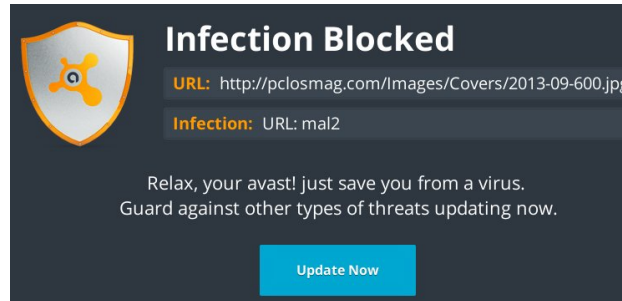 Infection Blocked
URL: http://pclosmag.com/Images/Covers/2013-09-600.jpg
Infection: URL: mal2
Relax, your avast! just save you from a virus.
Guard against other types of threats updating now.
Update Now